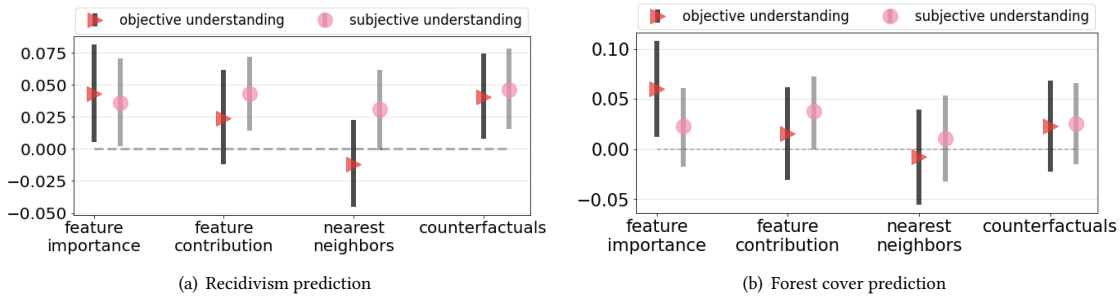 objective understanding subjective understanding
0.075
0.050
0.025
0.000
−0.025
−0.050
feature importance
feature contribution
nearest neighbors
counterfactuals
(a) Recidivism prediction
objective understanding subjective understanding
0.10
0.05
0.00
−0.05
feature importance
feature contribution
nearest neighbors
counterfactuals
(b) Forest cover prediction